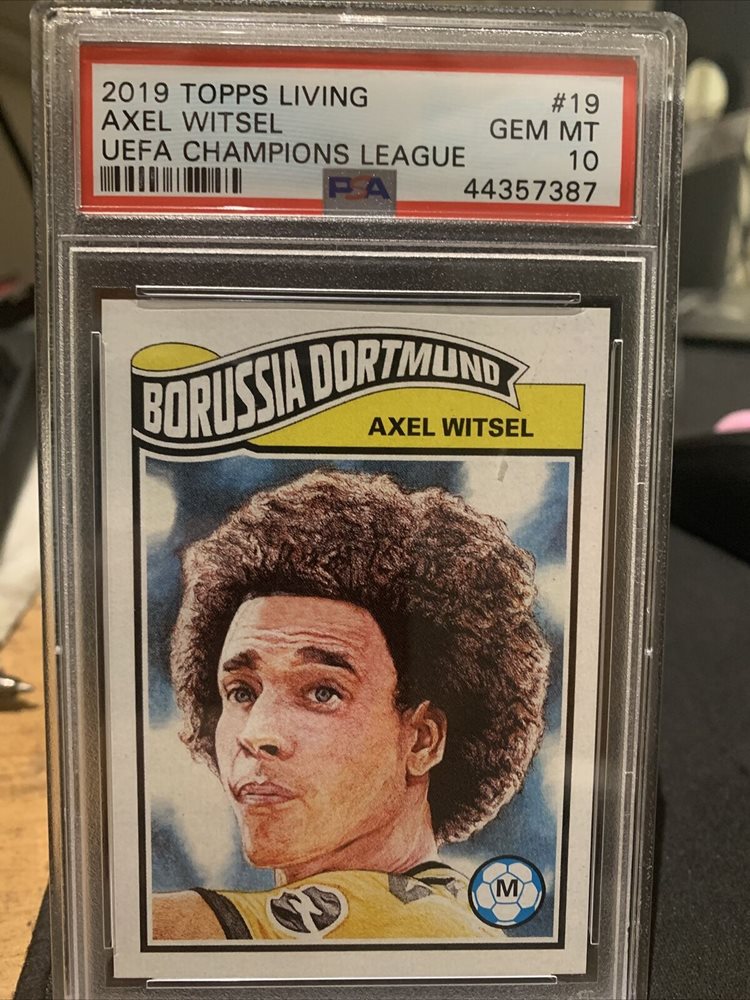 2019 TOPPS LIVING #19
AXEL WITSEL GEM MT
UEFA CHAMPIONS LEAGUE 10
PSA 44357387
BORUSSIA DORTMUND
AXEL WITSEL
M